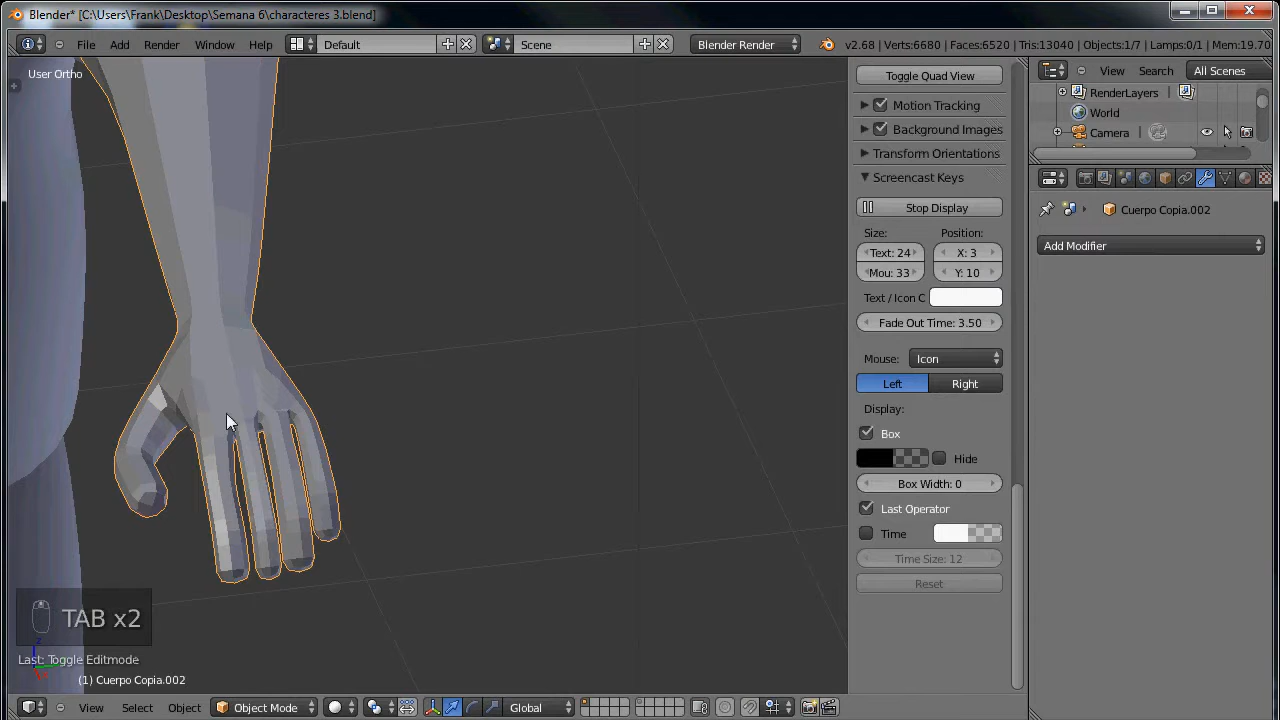 Blender* [C:\Users\Frank\Desktop\Semana 6\characteres 3.blend]
File Add Render Window Help Default Scene Blender Render v2.68 | Verts:6680 | Faces:6520 | Tris:13040 | Objects:1/7 | Lamps:0/1 | Mem:19.70
User Ortho
Toggle Quad View
Motion Tracking
Background Images
Transform Orientations
Screencast Keys
Stop Display
Size: Position:
Text: 24 X: 3
Mou: 33 Y: 10
Text / Icon C
Fade Out Time: 3.50
Mouse: Icon
Left Right
Display:
Box
Hide
Box Width: 0
Last Operator
Time
Time Size: 12
Reset
View Search All Scenes
RenderLayers
World
Camera
Cuerpo Copia.002
Add Modifier
TAB x2
Last: Toggle Editmode
(1) Cuerpo Copia.002
View Select Object Object Mode Global